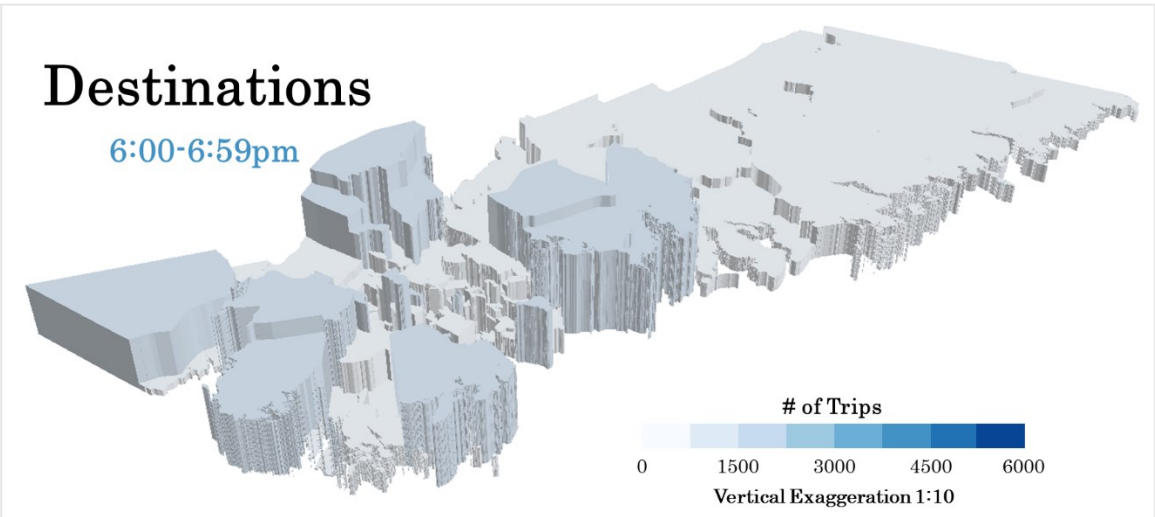 Destinations
6:00-6:59pm
# of Trips
0 1500 3000 4500 6000
Vertical Exaggeration 1:10